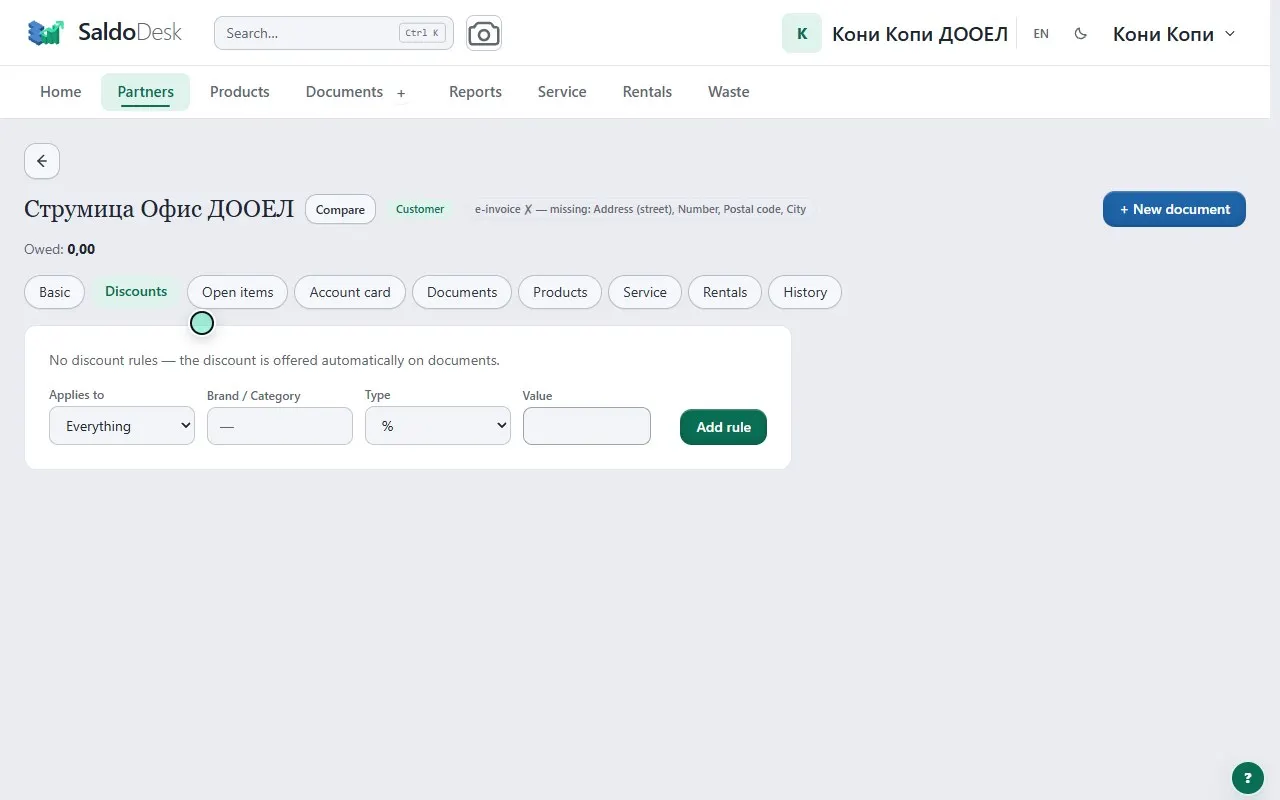 SaldoDesk Search... Ctrl K K Кони Копи ДООЕЛ EN Кони Копи
Home Partners Products Documents + Reports Service Rentals Waste
Струмица Офис ДООЕЛ Compare Customer e-invoice ✗ — missing: Address (street), Number, Postal code, City + New document
Owed: 0,00
Basic Discounts Open items Account card Documents Products Service Rentals History
No discount rules — the discount is offered automatically on documents.
Applies to Brand / Category Type Value
Everything — % Add rule
?